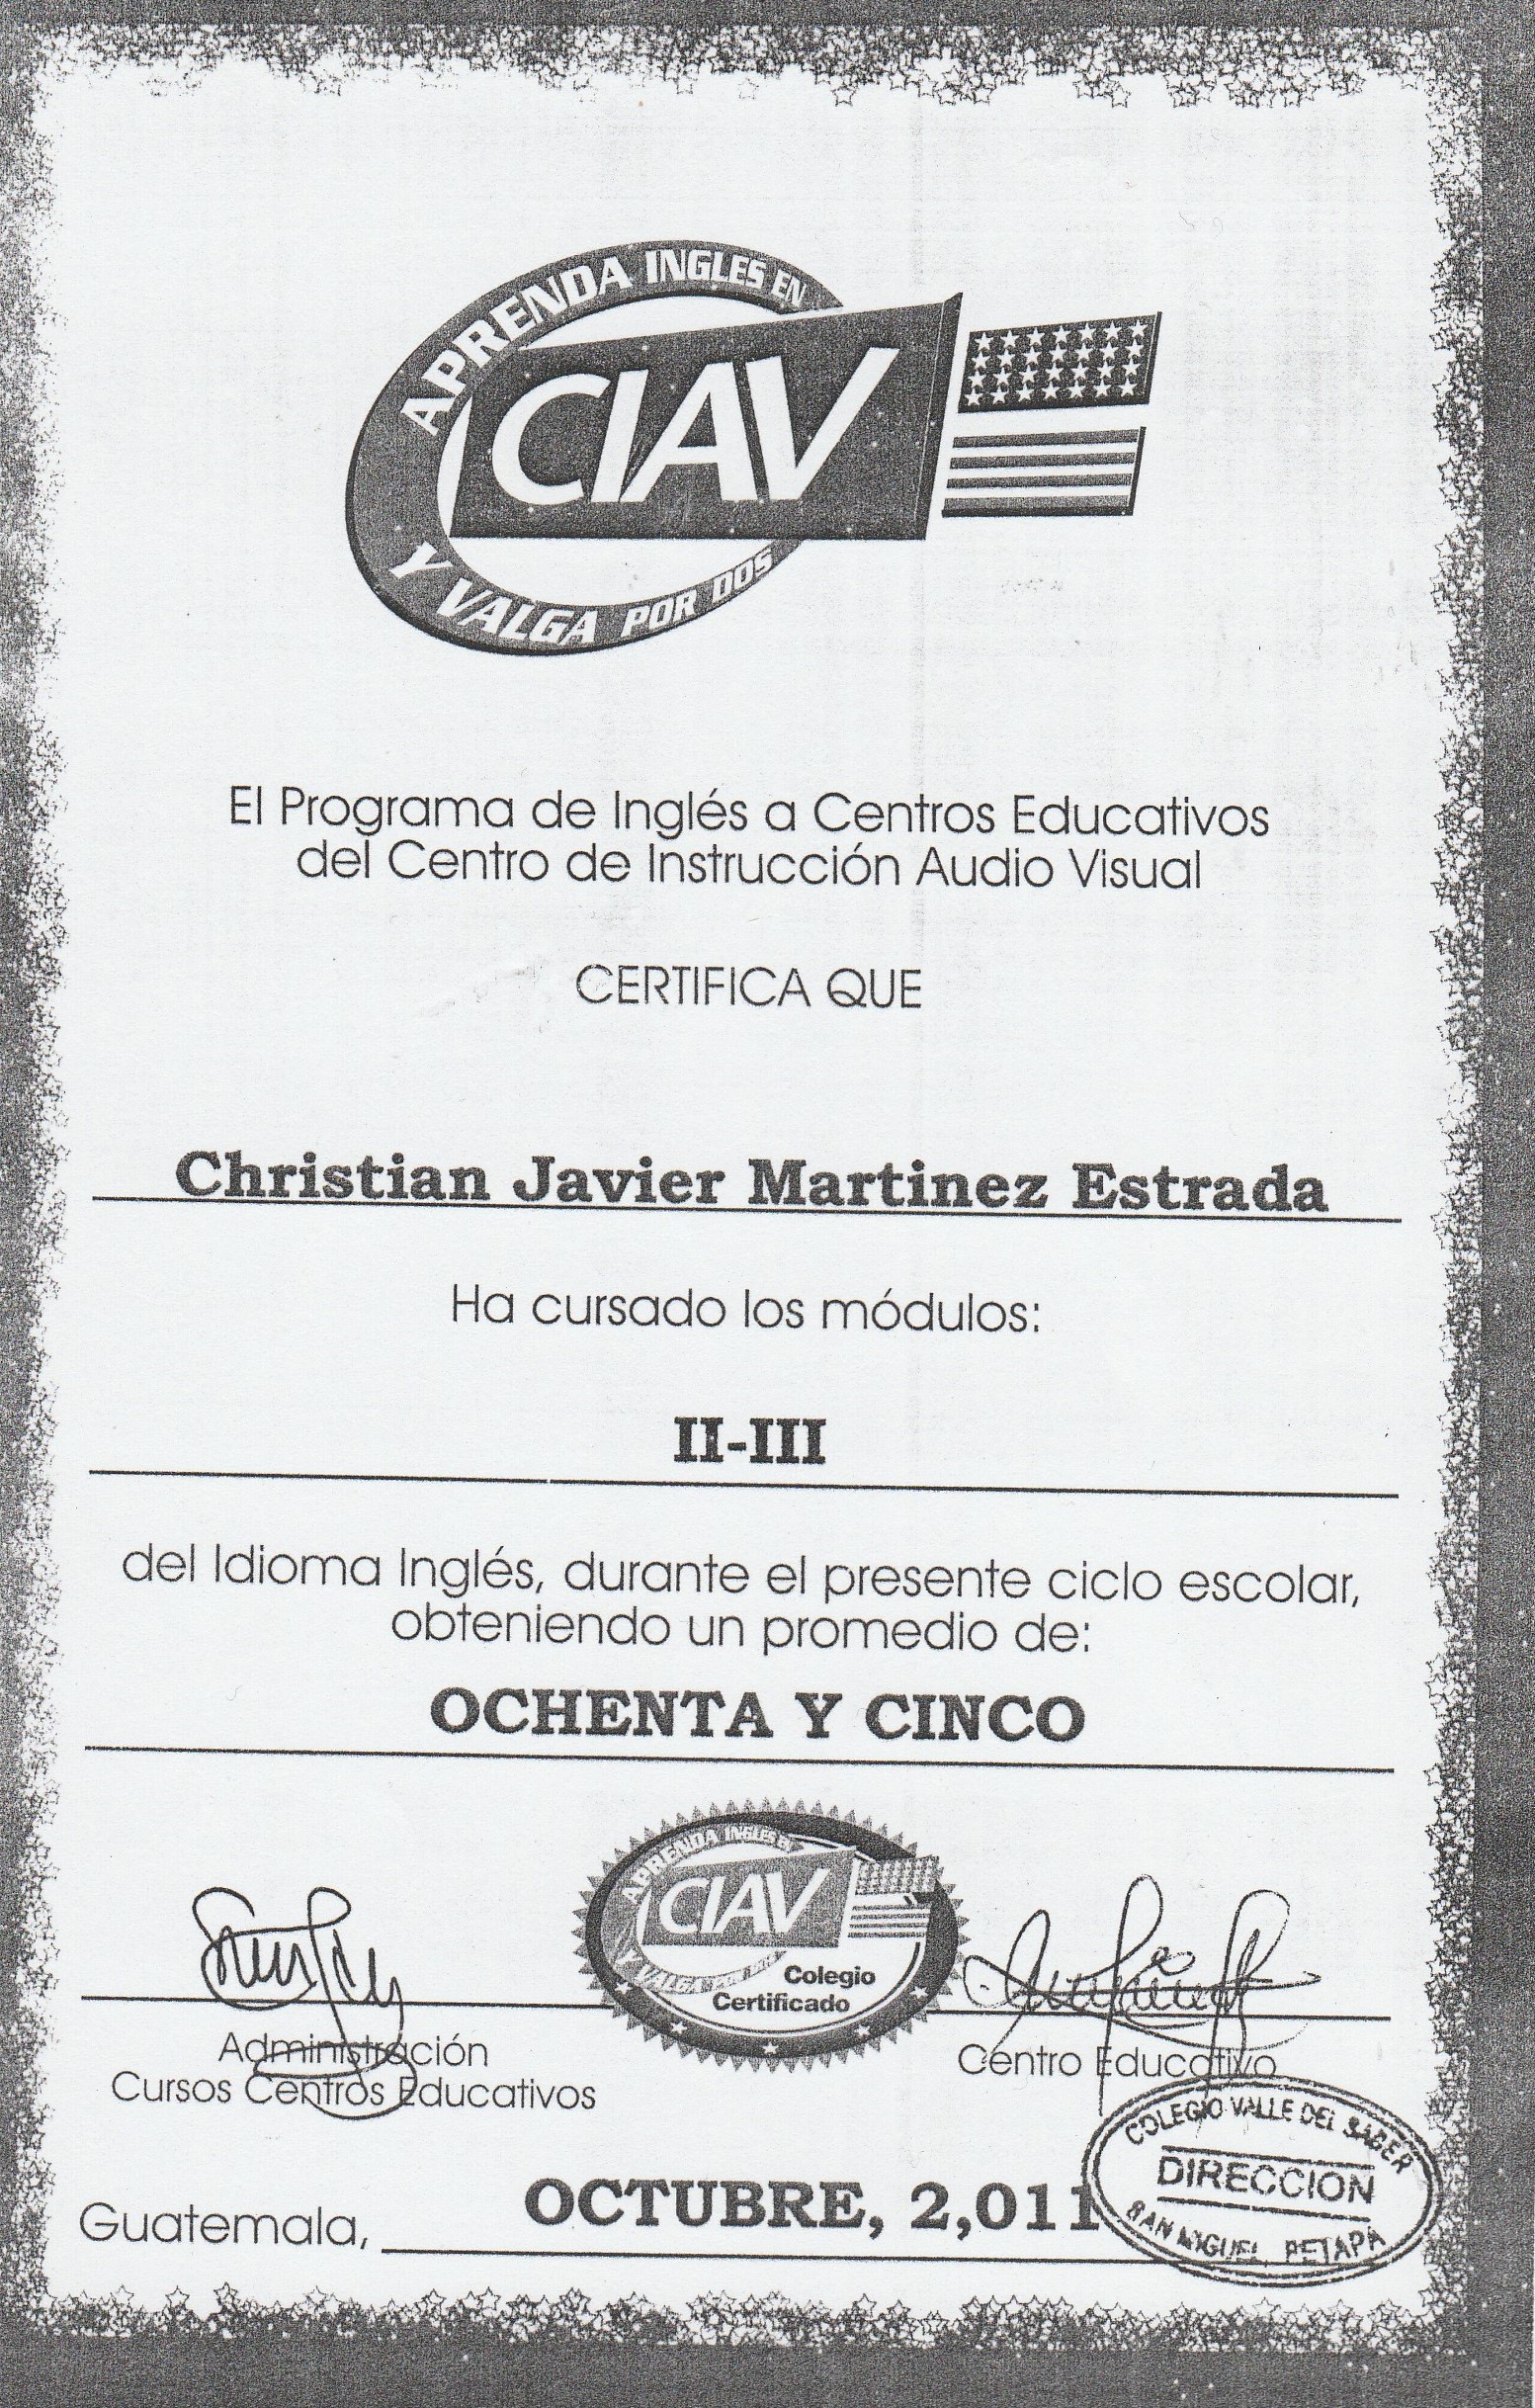 APRENDA INGLES EN
CIAV
Y VALGA POR DOS
El Programa de Inglés a Centros Educativos
del Centro de Instrucción Audio Visual
CERTIFICA QUE
Christian Javier Martinez Estrada
Ha cursado los módulos:
II-III
del Idioma Inglés, durante el presente ciclo escolar,
obteniendo un promedio de:
OCHENTA Y CINCO
APRENDA INGLES EN
CIAV
Y VALGA POR DOS
Colegio
Certificado
Administración
Cursos Centros Educativos
Centro Educativo
Guatemala, OCTUBRE, 2,011
COLEGIO VALLE DEL SABER
DIRECCION
SAN MIGUEL PETAPA